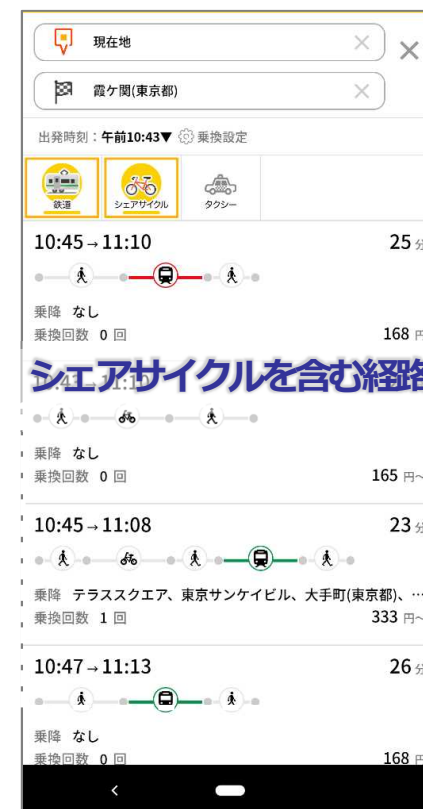 現在地
霞ケ関(東京都)
出発時刻：午前10:43▼ 乗換設定
鉄道 シェアサイクル タクシー
10:45→11:10 25分
乗降 なし
乗換回数 0 回 168 円
シェアサイクルを含む経路
10:43→11:10
乗降 なし
乗換回数 0 回 165 円～
10:45→11:08 23分
乗降 テラススクエア、東京サンケイビル、大手町(東京都)、…
乗換回数 1 回 333 円～
10:47→11:13 26分
乗降 なし
乗換回数 0 回 168 円